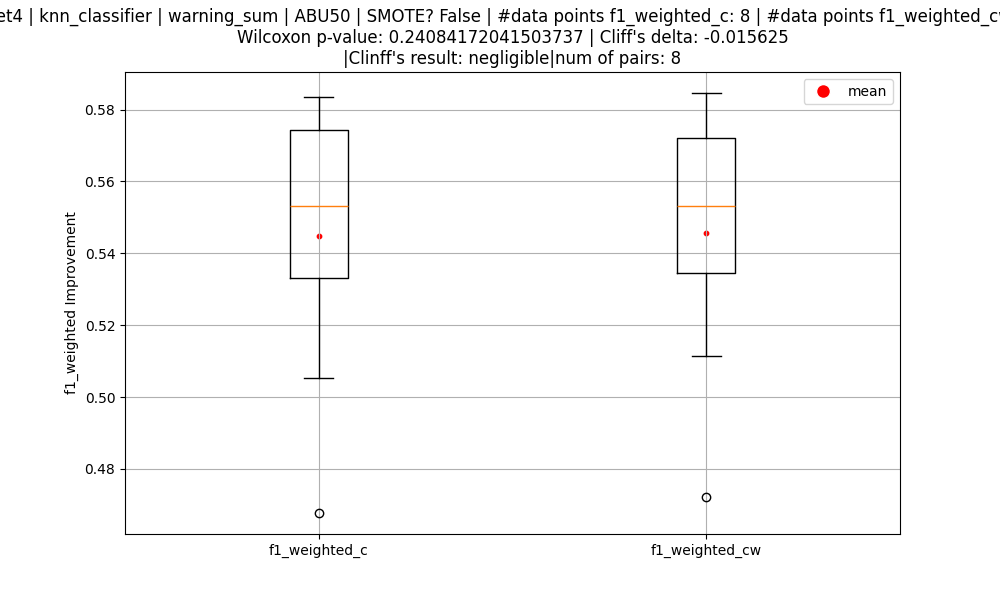 | knn_classifier | warning_sum | ABU50 | SMOTE? False | #data points f1_weighted_c: 8 | #data points
Wilcoxon p-value: 0.24084172041503737 | Cliff's delta: -0.015625
|Clinff's result: negligible|num of pairs: 8
mean
0.58
0.56
0.54
0.52
0.50
0.48
f1_weighted Improvement
f1_weighted_c
f1_weighted_cw